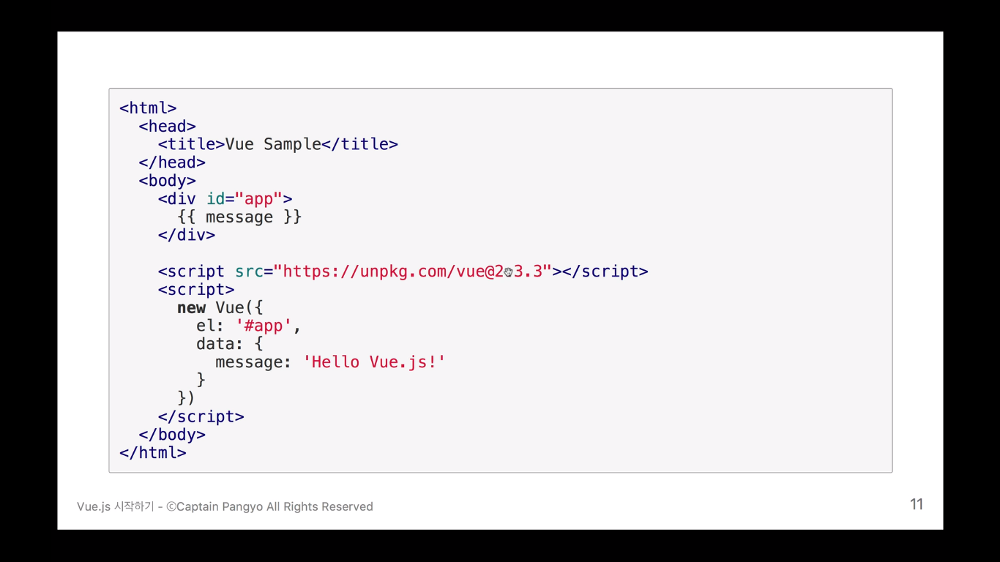 <html>
<head>
<title>Vue Sample</title>
</head>
<body>
<div id="app">
{{ message }}
</div>
<script src="https://unpkg.com/vue@2.3.3"></script>
<script>
new Vue({
el: '#app',
data: {
message: 'Hello Vue.js!'
}
})
</script>
</body>
</html>
Vue.js 시작하기 - ©Captain Pangyo All Rights Reserved
11